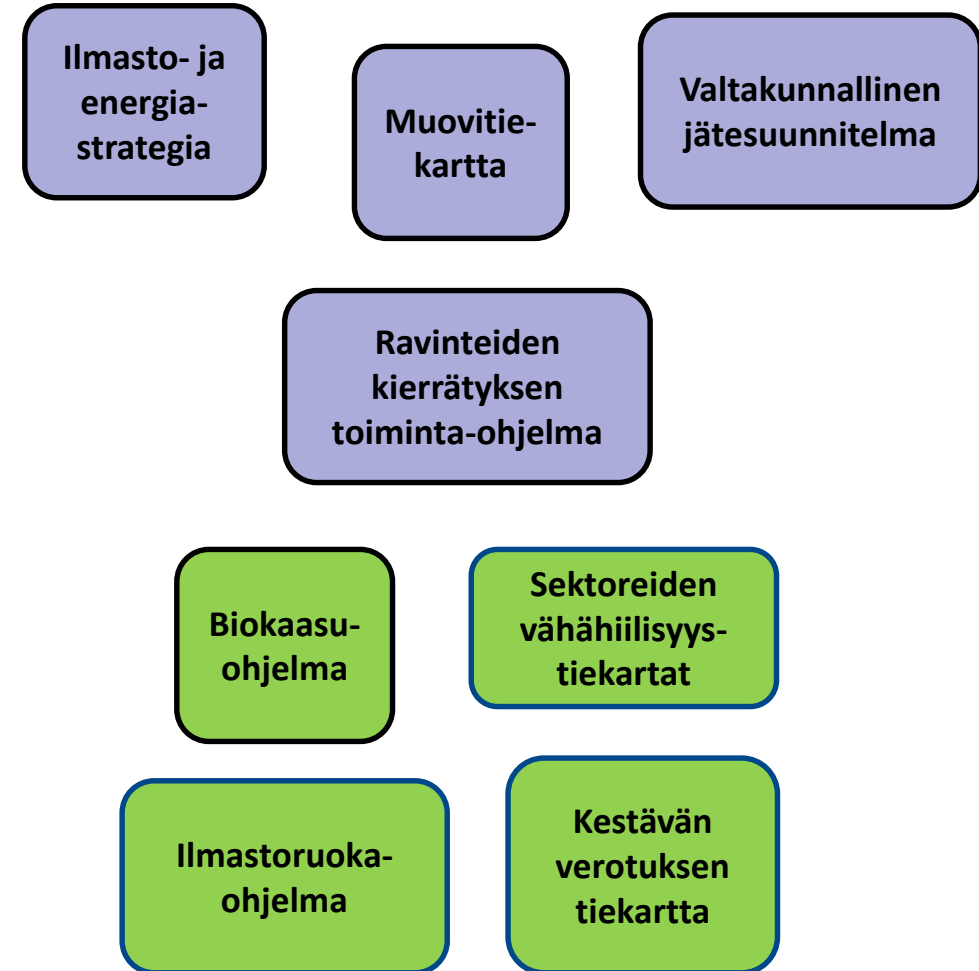 Ilmasto- ja
energia-
strategia
Muovitie-
kartta
Valtakunnallinen
jätesuunnitelma
Ravinteiden
kierrätyksen
toiminta-ohjelma
Biokaasu-
ohjelma
Sektoreiden
vähähiilisyys-
tiekartat
Ilmastoruoka-
ohjelma
Kestävän
verotuksen
tiekartta